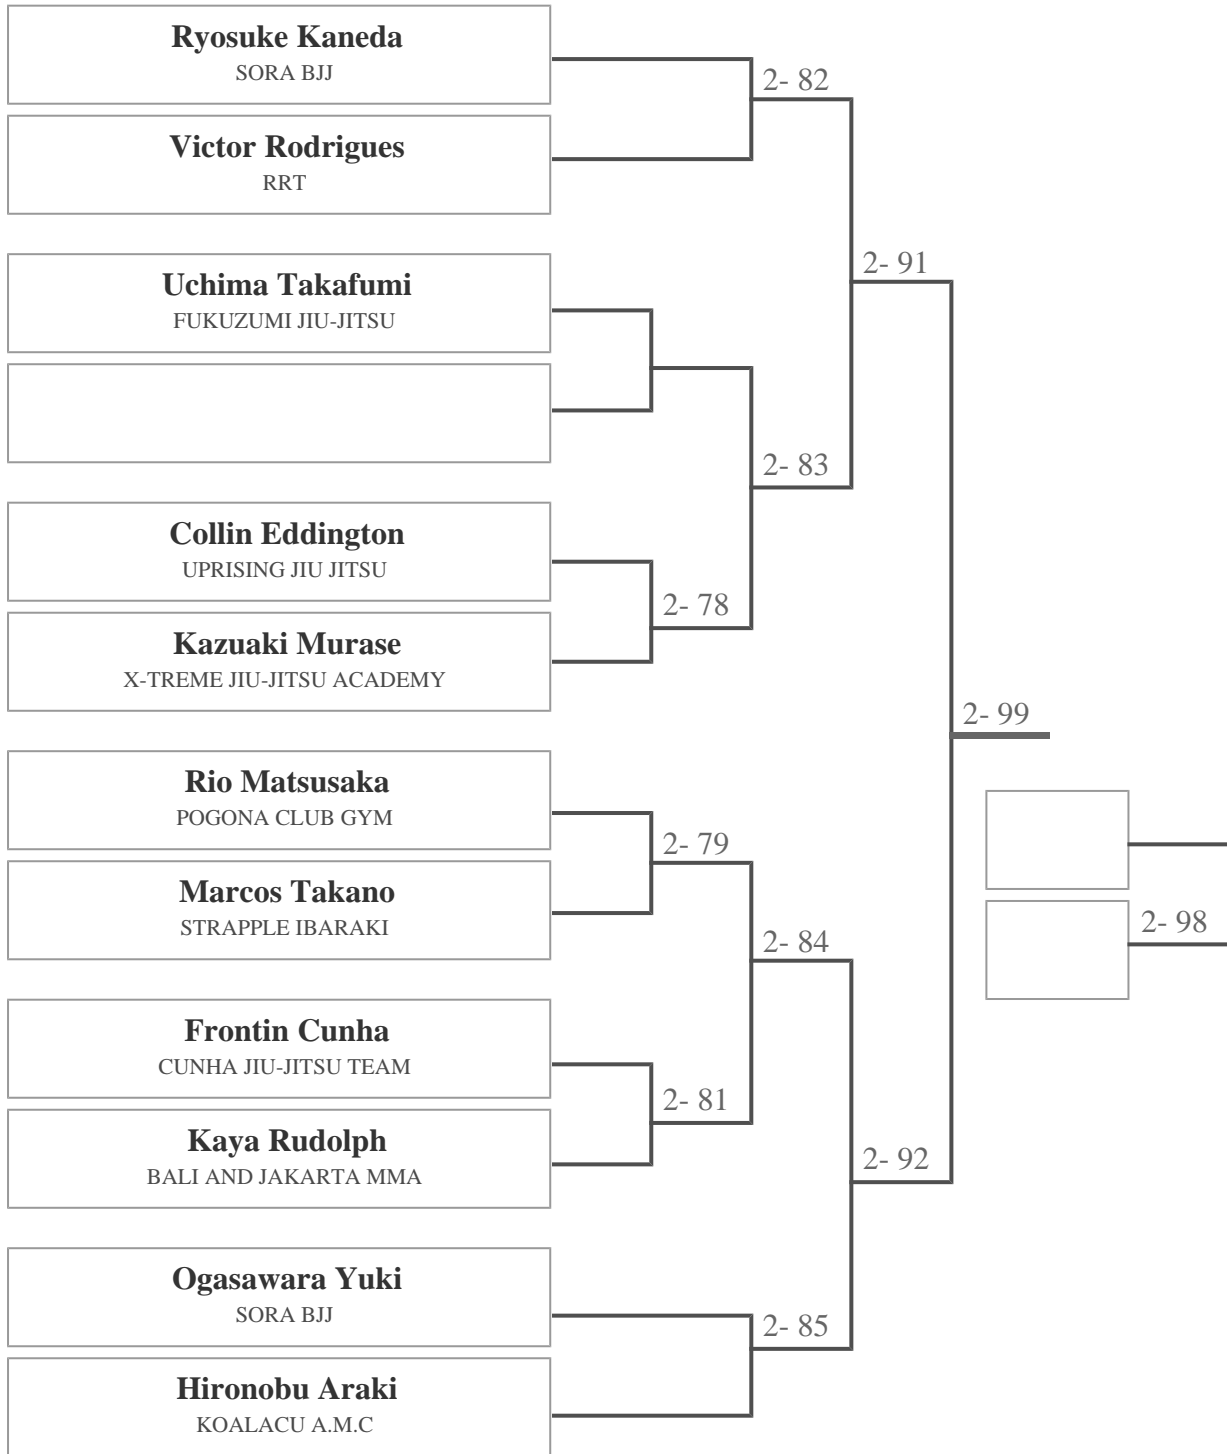 Ryosuke Kaneda
SORA BJJ
2- 82
Victor Rodrigues
RRT
2- 91
Uchima Takafumi
FUKUZUMI JIU-JITSU
2- 83
Collin Eddington
UPRISING JIU JITSU
2- 78
Kazuaki Murase
X-TREME JIU-JITSU ACADEMY
2- 99
Rio Matsusaka
POGONA CLUB GYM
2- 79
Marcos Takano
STRAPPLE IBARAKI
2- 98
2- 84
Frontin Cunha
CUNHA JIU-JITSU TEAM
2- 81
Kaya Rudolph
BALI AND JAKARTA MMA
2- 92
Ogasawara Yuki
SORA BJJ
2- 85
Hironobu Araki
KOALACU A.M.C